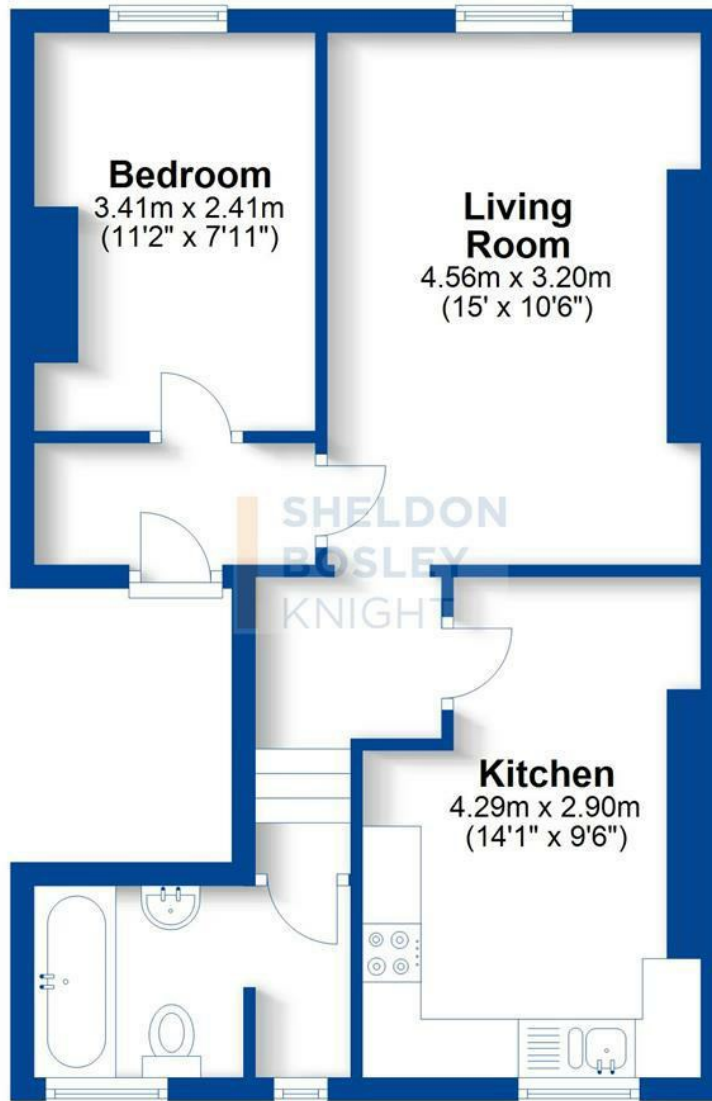 Bedroom
3.41m x 2.41m
(11'2" x 7'11")
Living
Room
4.56m x 3.20m
(15' x 10'6")
SHELDON
BOSLEY
KNIGHT
Kitchen
4.29m x 2.90m
(14'1" x 9'6")